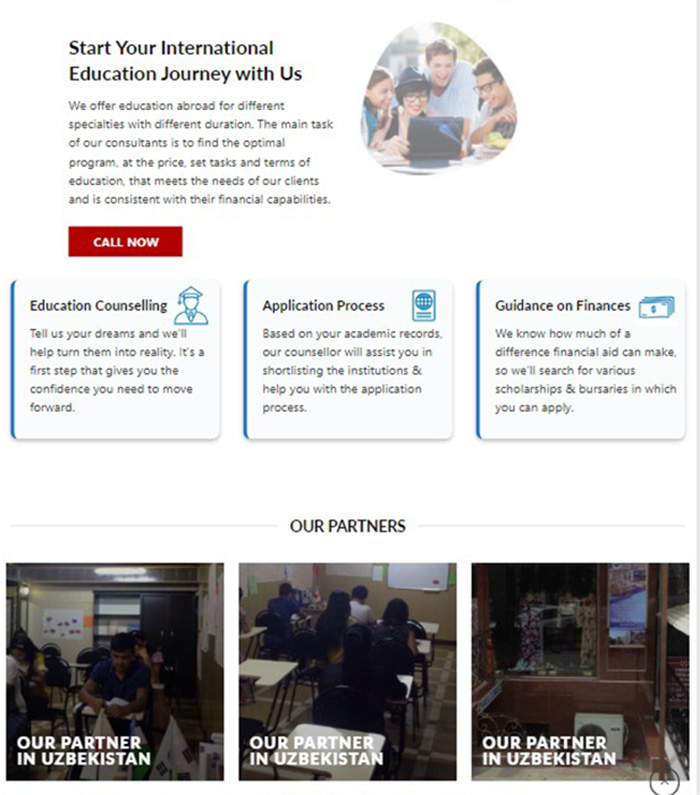 Start Your International
Education Journey with Us
We offer education abroad for different
specialties with different duration. The main task
of our consultants is to find the optimal
program, at the price, set tasks and terms of
education, that meets the needs of our clients
and is consistent with their financial capabilities.
CALL NOW
Education Counselling
Tell us your dreams and we'll
help turn them into reality. It's a
first step that gives you the
confidence you need to move
forward.
Application Process
Based on your academic records,
our counsellor will assist you in
shortlisting the institutions &
help you with the application
process.
Guidance on Finances
We know how much of a
difference financial aid can make,
so we'll search for various
scholarships & bursaries in which
you can apply.
OUR PARTNERS
OUR PARTNER
IN UZBEKISTAN
OUR PARTNER
IN UZBEKISTAN
OUR PARTNER
IN UZBEKISTAN